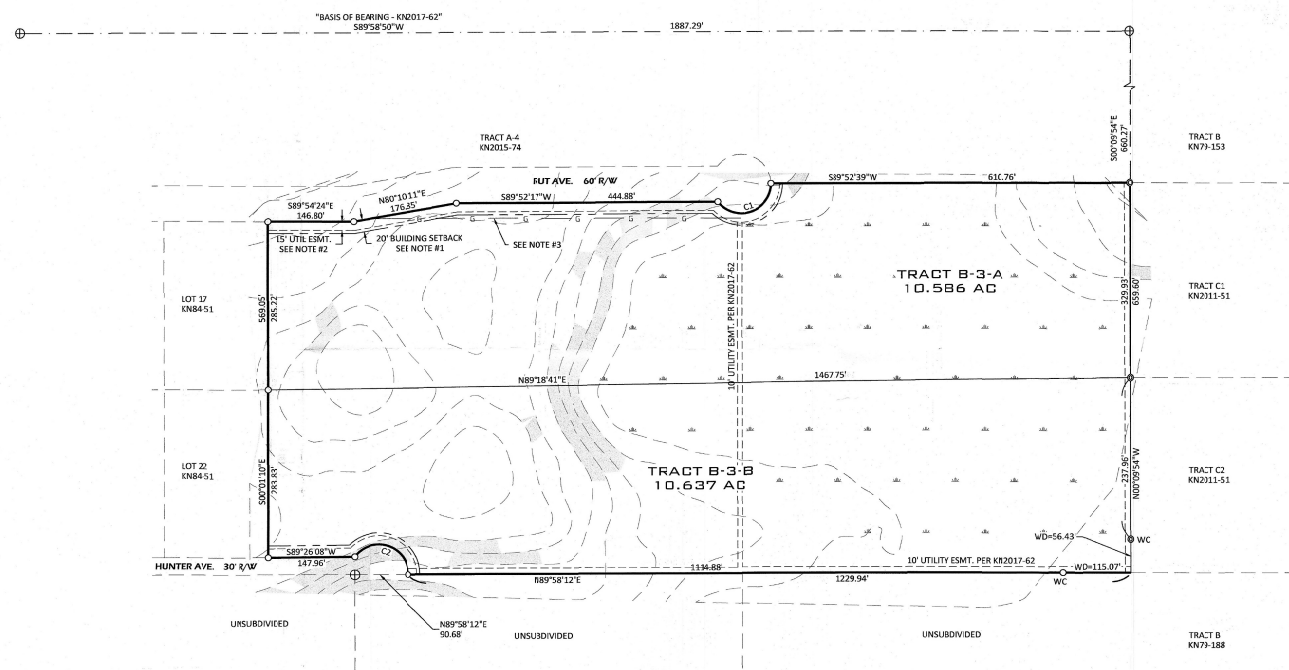 "BASIS OF BEARING - KN2017-62"
S89°58'50"W
1887.29'
S00°09'54"E
660.27'
TRACT A-4
KN2015-74
TRACT B
KN79-153
RUT AVE. 60' R/W
S89°54'24"E
146.80'
N80°10'11"E
176.35'
S89°52'17"W
444.88'
C1
S89°52'39"W
610.76'
G G G G G G
15' UTIL ESMT.
SEE NOTE #2
20' BUILDING SETBACK
SEE NOTE #1
SEE NOTE #3
LOT 17
KN84-51
569.05'
285.22'
10' UTILITY ESMT. PER KN2017-62
TRACT B-3-A
10.586 AC
329.93'
659.60'
TRACT C1
KN2011-51
N89°18'41"E
1467.75'
LOT 22
KN84-51
S00°01'10"E
283.83'
TRACT B-3-B
10.637 AC
237.96'
N00°09'54"W
TRACT C2
KN2011-51
WD=56.43
WC
S89°26'08"W
147.96'
C2
HUNTER AVE. 30' R/W
N89°58'12"E
1114.88'
1229.94'
10' UTILITY ESMT. PER KN2017-62
WD=115.07'
WC
N89°58'12"E
90.68'
UNSUBDIVIDED
UNSUBDIVIDED
UNSUBDIVIDED
TRACT B
KN79-188